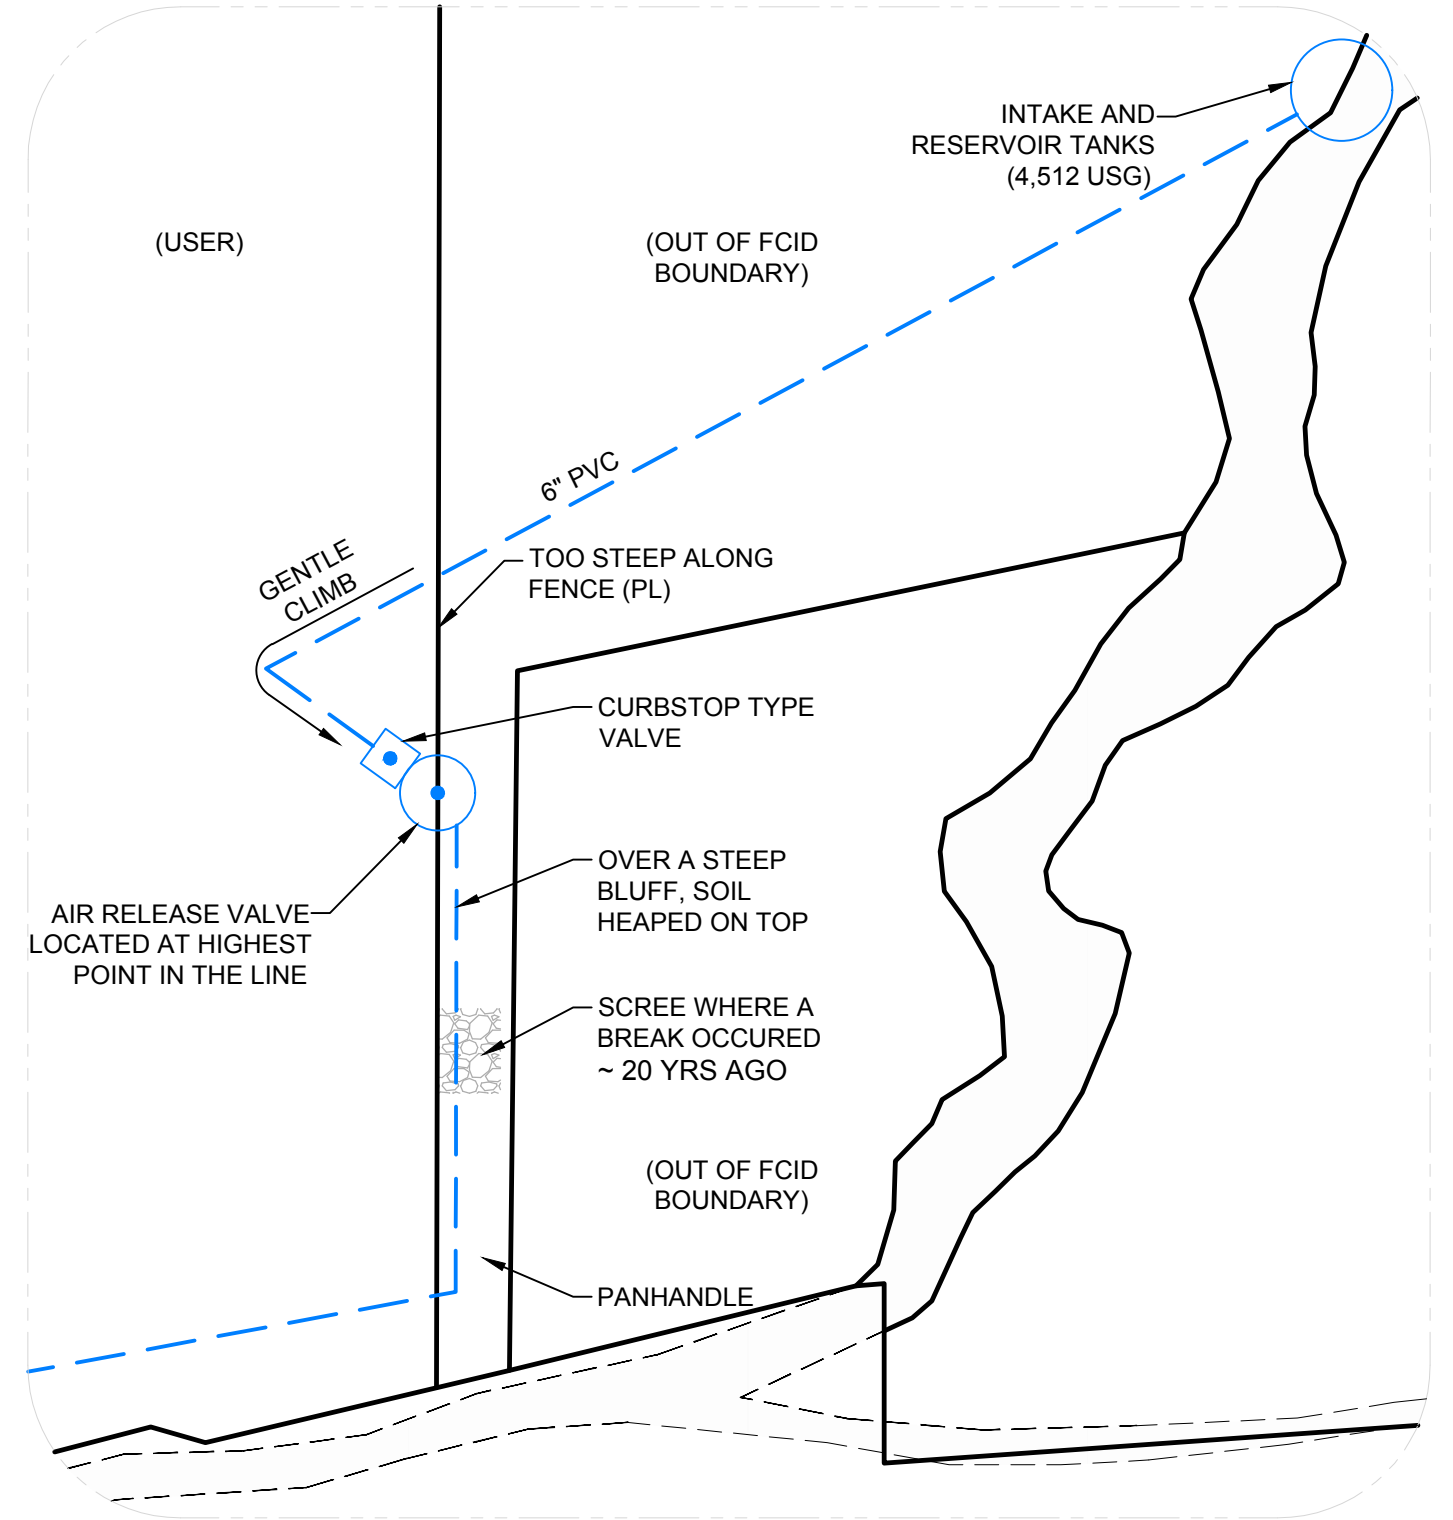 INTAKE AND
RESERVOIR TANKS
(4,512 USG)
(USER)
(OUT OF FCID
BOUNDARY)
6" PVC
GENTLE
CLIMB
TOO STEEP ALONG
FENCE (PL)
CURBSTOP TYPE
VALVE
OVER A STEEP
BLUFF, SOIL
HEAPED ON TOP
AIR RELEASE VALVE
LOCATED AT HIGHEST
POINT IN THE LINE
SCREE WHERE A
BREAK OCCURED
~ 20 YRS AGO
(OUT OF FCID
BOUNDARY)
PANHANDLE